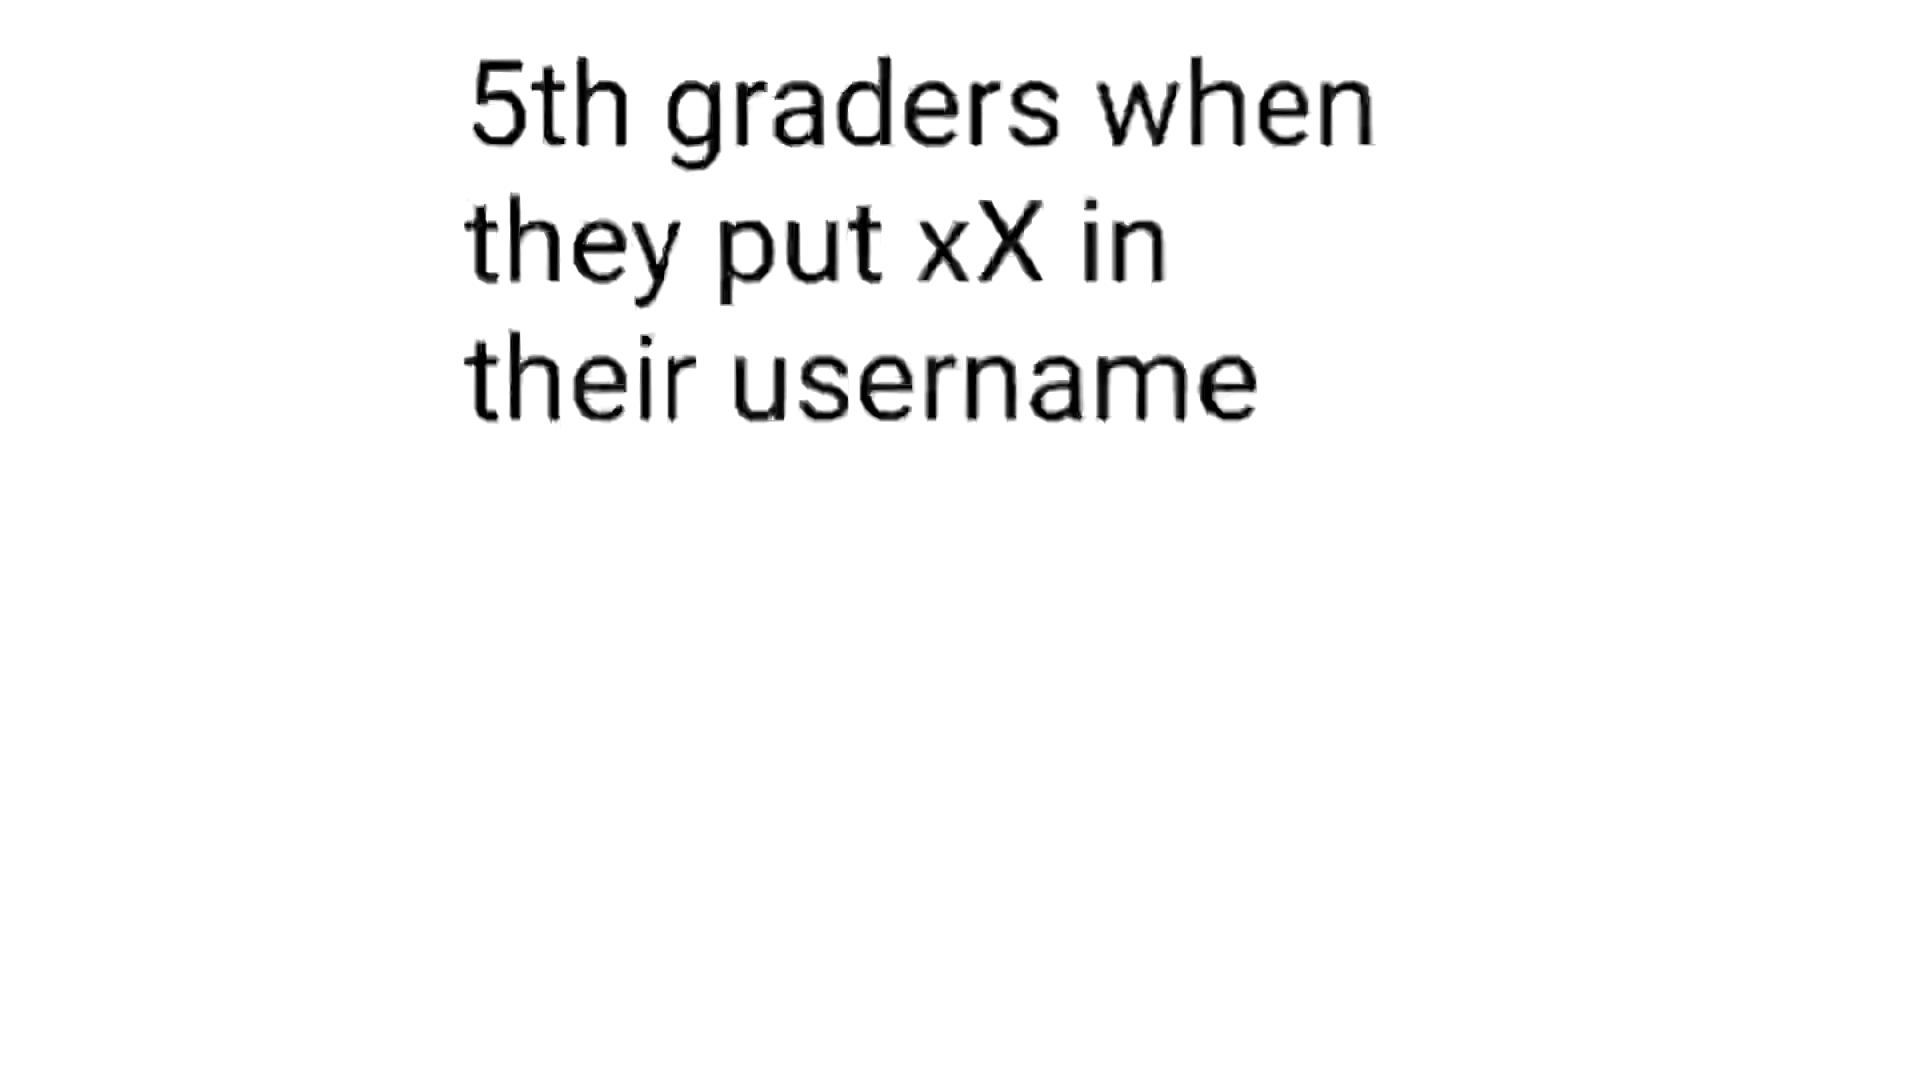 5th graders when
they put xX in
their username